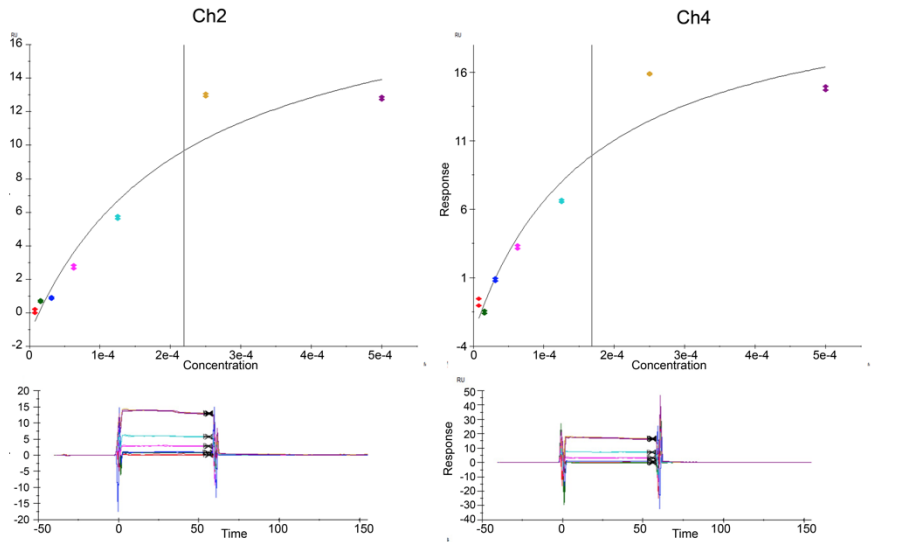 Ch2
Ch4
RU
16
14
12
10
8
6
4
2
0
-2
0
1e-4
2e-4
3e-4
4e-4
5e-4
Concentration
RU
16
11
6
1
-4
Response
0
1e-4
2e-4
3e-4
4e-4
5e-4
Concentration
20
15
10
5
0
-5
-10
-15
-20
-50
0
50
100
150
Time
RU
50
40
30
20
10
0
-10
-20
-30
-40
Response
-50
0
50
100
150
Time